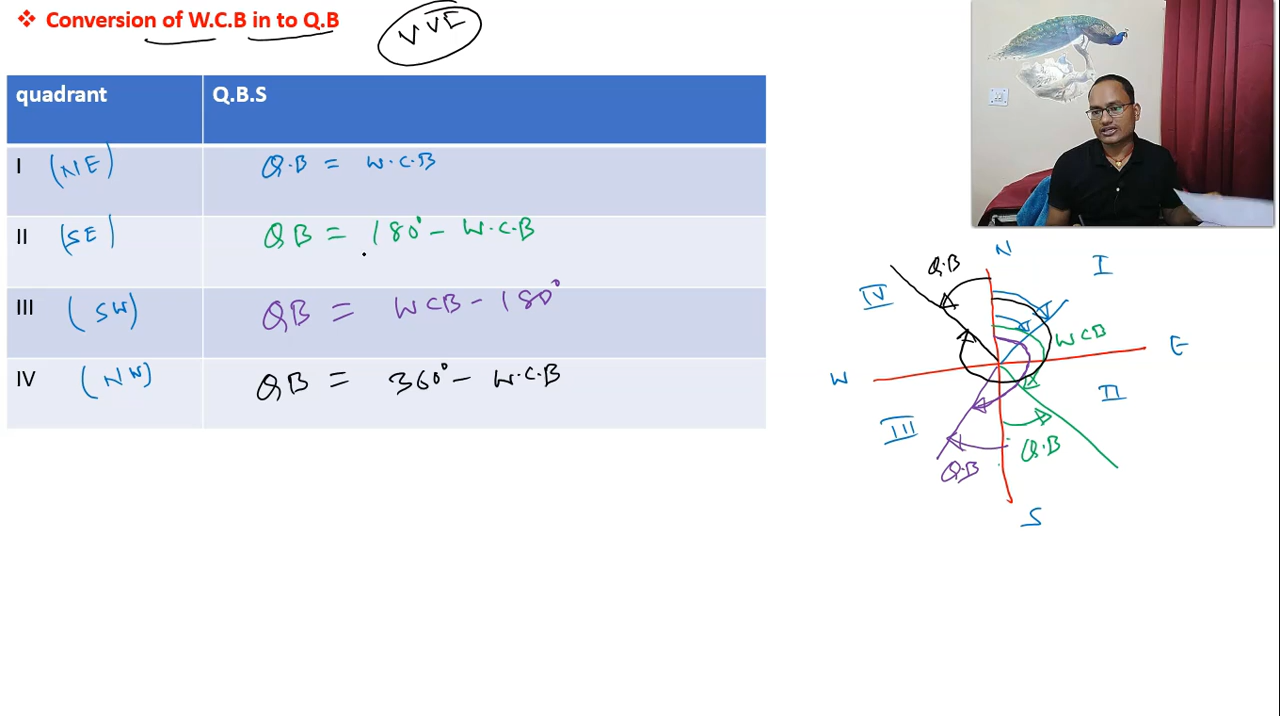 ❖ Conversion of W.C.B in to Q.B
V VE
quadrant Q.B.S
I (NE) Q.B = W.C.B
II (SE) QB = 180° - W.C.B
III (SW) QB = WCB - 180°
IV (NW) QB = 360° - W.C.B
N
Q.B
I
IV
WCB
E
W
II
III
Q.B
Q.B
S